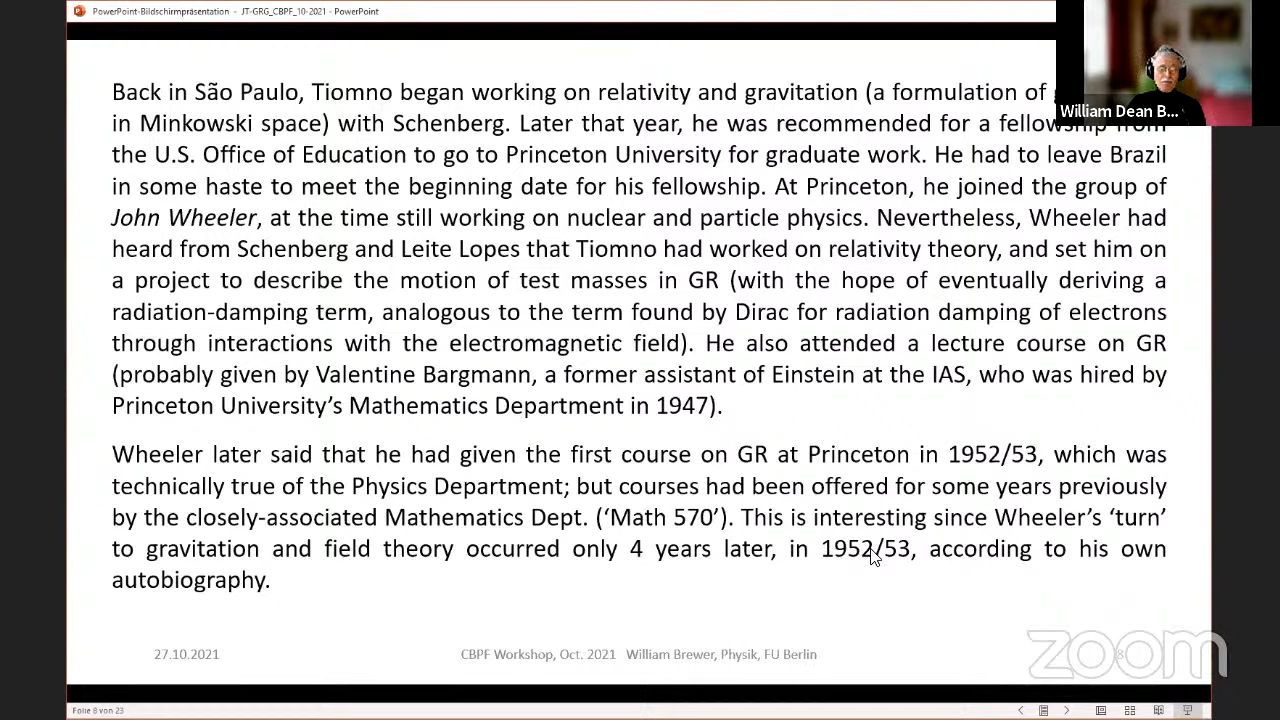 PowerPoint-Bildschirmpräsentation - JT-GRG_CBPF_10-2021 - PowerPoint
William Dean B...
Back in São Paulo, Tiomno began working on relativity and gravitation (a formulation of
in Minkowski space) with Schenberg. Later that year, he was recommended for a fellowship from
the U.S. Office of Education to go to Princeton University for graduate work. He had to leave Brazil
in some haste to meet the beginning date for his fellowship. At Princeton, he joined the group of
John Wheeler, at the time still working on nuclear and particle physics. Nevertheless, Wheeler had
heard from Schenberg and Leite Lopes that Tiomno had worked on relativity theory, and set him on
a project to describe the motion of test masses in GR (with the hope of eventually deriving a
radiation-damping term, analogous to the term found by Dirac for radiation damping of electrons
through interactions with the electromagnetic field). He also attended a lecture course on GR
(probably given by Valentine Bargmann, a former assistant of Einstein at the IAS, who was hired by
Princeton University's Mathematics Department in 1947).
Wheeler later said that he had given the first course on GR at Princeton in 1952/53, which was
technically true of the Physics Department; but courses had been offered for some years previously
by the closely-associated Mathematics Dept. ('Math 570'). This is interesting since Wheeler's 'turn'
to gravitation and field theory occurred only 4 years later, in 1952/53, according to his own
autobiography.
27.10.2021
CBPF Workshop, Oct. 2021 William Brewer, Physik, FU Berlin
8
zoom
Folie 8 von 23